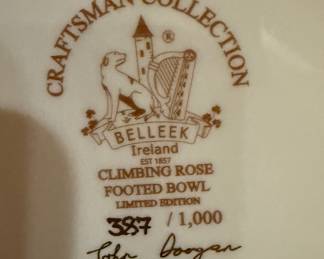 CRAFTSMAN COLLECTION
®
BELLEEK
Ireland
EST 1857
CLIMBING ROSE
FOOTED BOWL
LIMITED EDITION
387 / 1,000
John Doogan